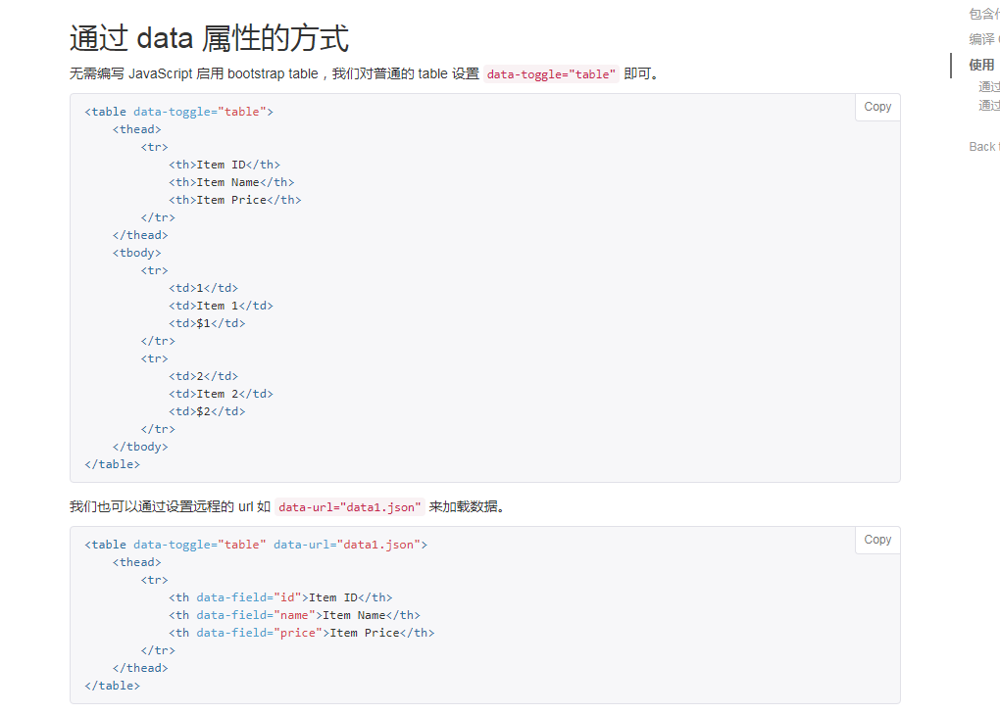 通过 data 属性的方式
无需编写 JavaScript 启用 bootstrap table，我们对普通的 table 设置 data-toggle="table" 即可。
Copy
<table data-toggle="table">
    <thead>
        <tr>
            <th>Item ID</th>
            <th>Item Name</th>
            <th>Item Price</th>
        </tr>
    </thead>
    <tbody>
        <tr>
            <td>1</td>
            <td>Item 1</td>
            <td>$1</td>
        </tr>
        <tr>
            <td>2</td>
            <td>Item 2</td>
            <td>$2</td>
        </tr>
    </tbody>
</table>
我们也可以通过设置远程的 url 如 data-url="data1.json" 来加载数据。
Copy
<table data-toggle="table" data-url="data1.json">
    <thead>
        <tr>
            <th data-field="id">Item ID</th>
            <th data-field="name">Item Name</th>
            <th data-field="price">Item Price</th>
        </tr>
    </thead>
</table>
包含
编译
使用
通过
通过
Back